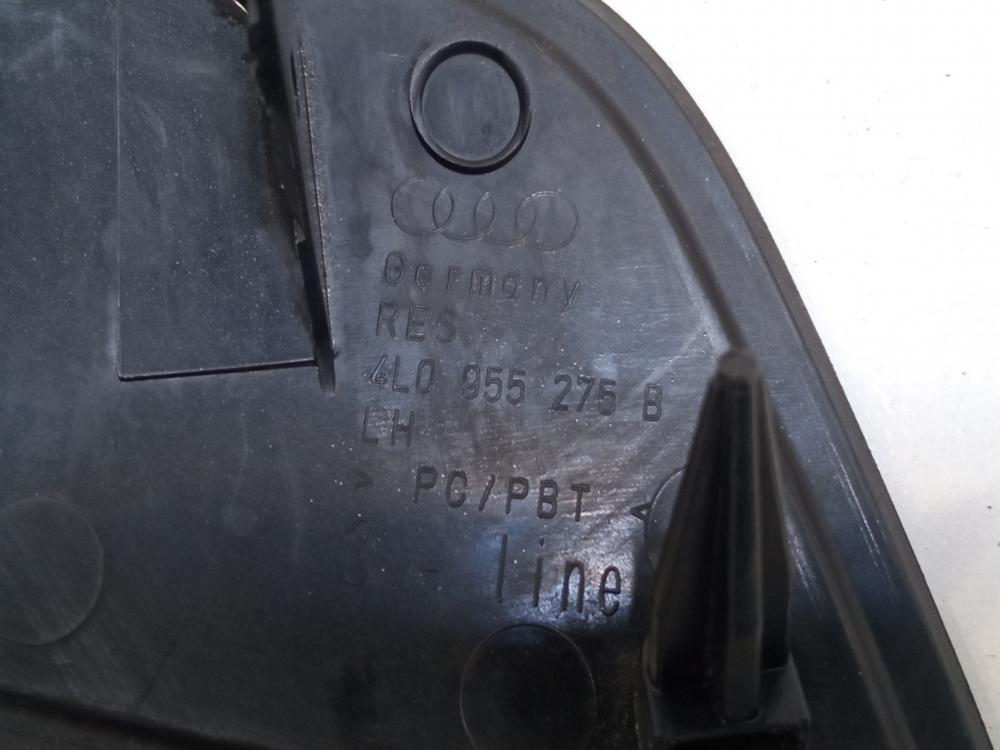 Germany
RES.
4L0 955 275 B
LH
> PC/PBT <
S - line